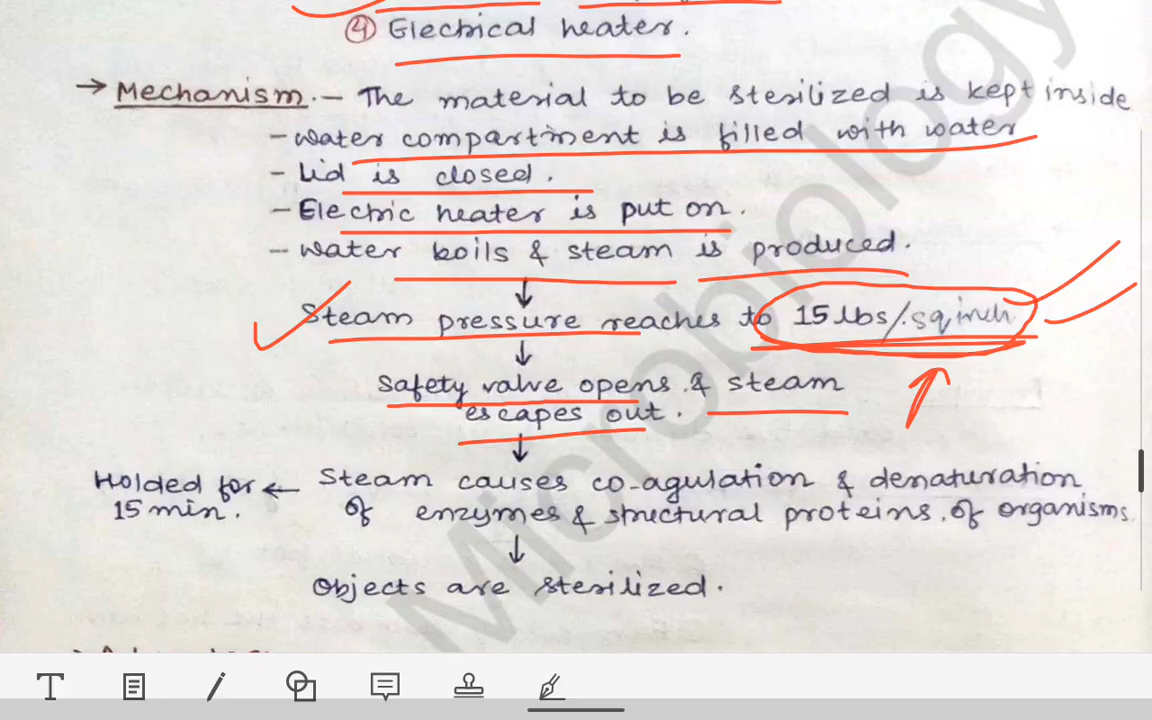 ④ Electrical heater.
→ Mechanism. – The material to be sterilized is kept inside
- Water compartment is filled with water
- Lid is closed.
- Electric heater is put on.
- Water boils & steam is produced.
↓
Steam pressure reaches to 15 lbs/sq inch
↓
Safety valve opens & steam
escapes out.
↓
Holded for ← Steam causes co-agulation & denaturation
15 min. of enzymes & structural proteins of organisms.
↓
Objects are sterilized.
Microbiology
T